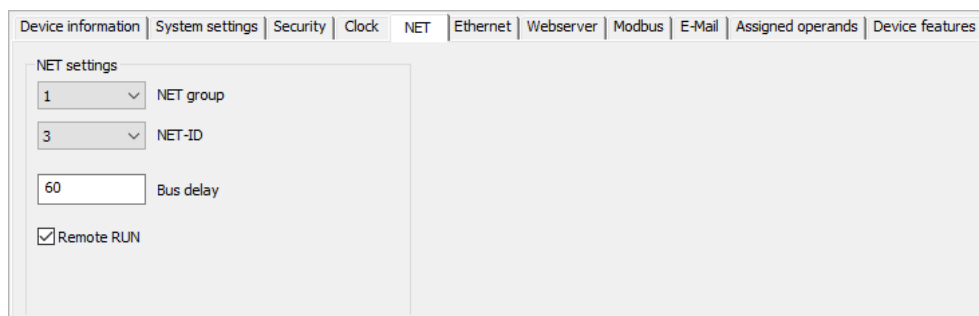 Device information System settings Security Clock NET Ethernet Webserver Modbus E-Mail Assigned operands Device features
NET settings
1 NET group
3 NET-ID
60 Bus delay
Remote RUN